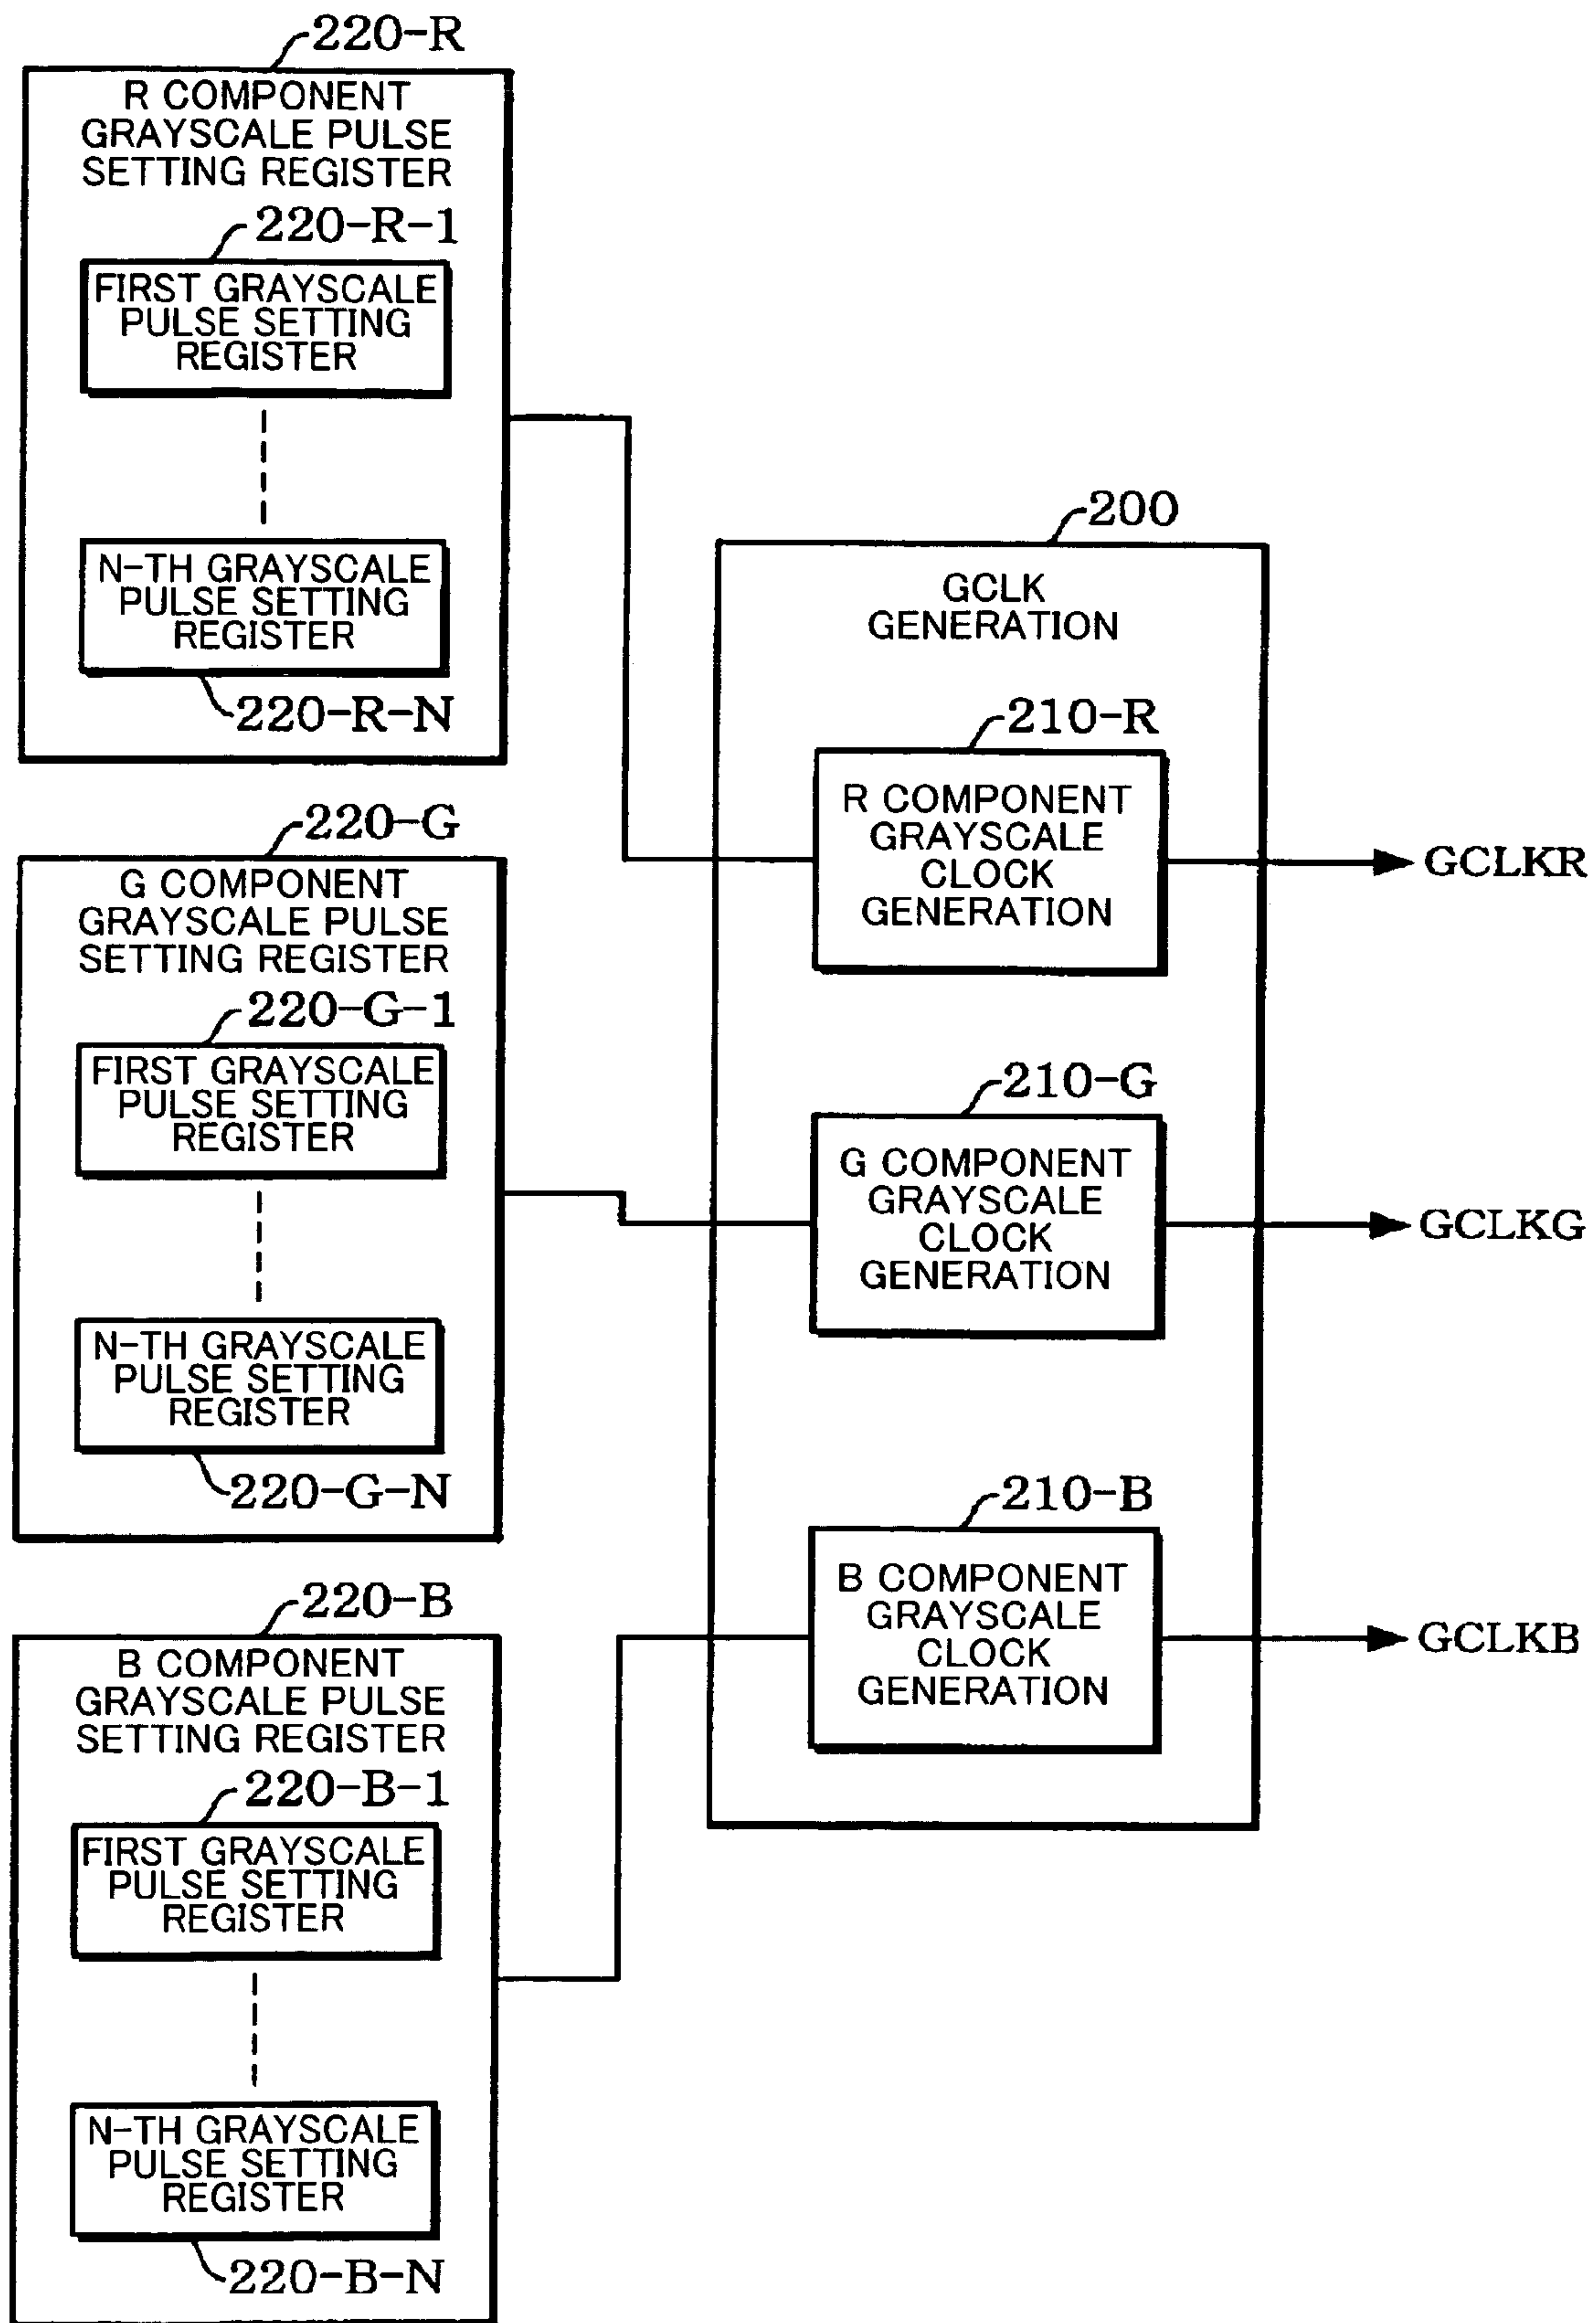 220-R
R COMPONENT
GRAYSCALE PULSE
SETTING REGISTER
220-R-1
FIRST GRAYSCALE
PULSE SETTING
REGISTER
N-TH GRAYSCALE
PULSE SETTING
REGISTER
220-R-N
220-G
G COMPONENT
GRAYSCALE PULSE
SETTING REGISTER
220-G-1
FIRST GRAYSCALE
PULSE SETTING
REGISTER
N-TH GRAYSCALE
PULSE SETTING
REGISTER
220-G-N
220-B
B COMPONENT
GRAYSCALE PULSE
SETTING REGISTER
220-B-1
FIRST GRAYSCALE
PULSE SETTING
REGISTER
N-TH GRAYSCALE
PULSE SETTING
REGISTER
220-B-N
200
GCLK
GENERATION
210-R
R COMPONENT
GRAYSCALE
CLOCK
GENERATION
GCLKR
210-G
G COMPONENT
GRAYSCALE
CLOCK
GENERATION
GCLKG
210-B
B COMPONENT
GRAYSCALE
CLOCK
GENERATION
GCLKB